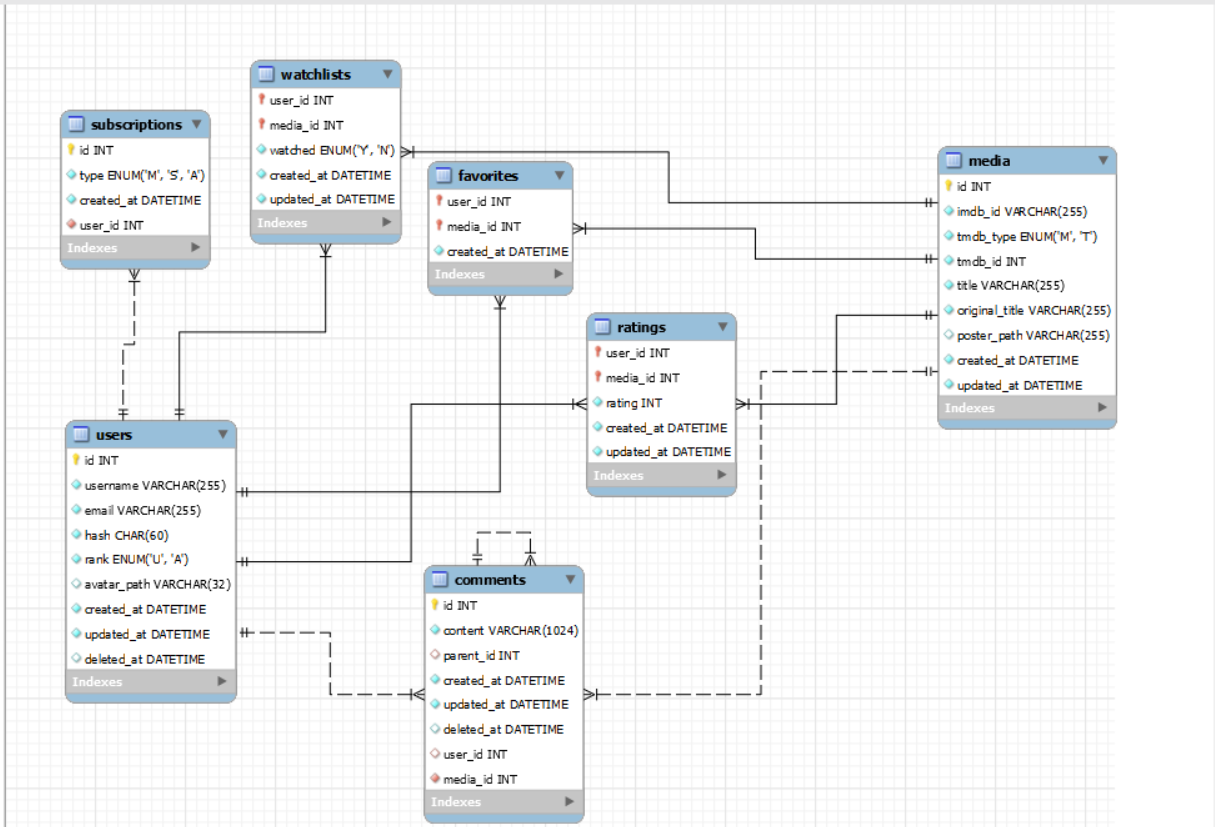 watchlists
user_id INT
media_id INT
watched ENUM('Y', 'N')
created_at DATETIME
updated_at DATETIME
Indexes
subscriptions
id INT
type ENUM('M', 'S', 'A')
created_at DATETIME
user_id INT
Indexes
favorites
user_id INT
media_id INT
created_at DATETIME
Indexes
media
id INT
imdb_id VARCHAR(255)
tmdb_type ENUM('M', 'T')
tmdb_id INT
title VARCHAR(255)
original_title VARCHAR(255)
poster_path VARCHAR(255)
created_at DATETIME
updated_at DATETIME
Indexes
ratings
user_id INT
media_id INT
rating INT
created_at DATETIME
updated_at DATETIME
Indexes
users
id INT
username VARCHAR(255)
email VARCHAR(255)
hash CHAR(60)
rank ENUM('U', 'A')
avatar_path VARCHAR(32)
created_at DATETIME
updated_at DATETIME
deleted_at DATETIME
Indexes
comments
id INT
content VARCHAR(1024)
parent_id INT
created_at DATETIME
updated_at DATETIME
deleted_at DATETIME
user_id INT
media_id INT
Indexes